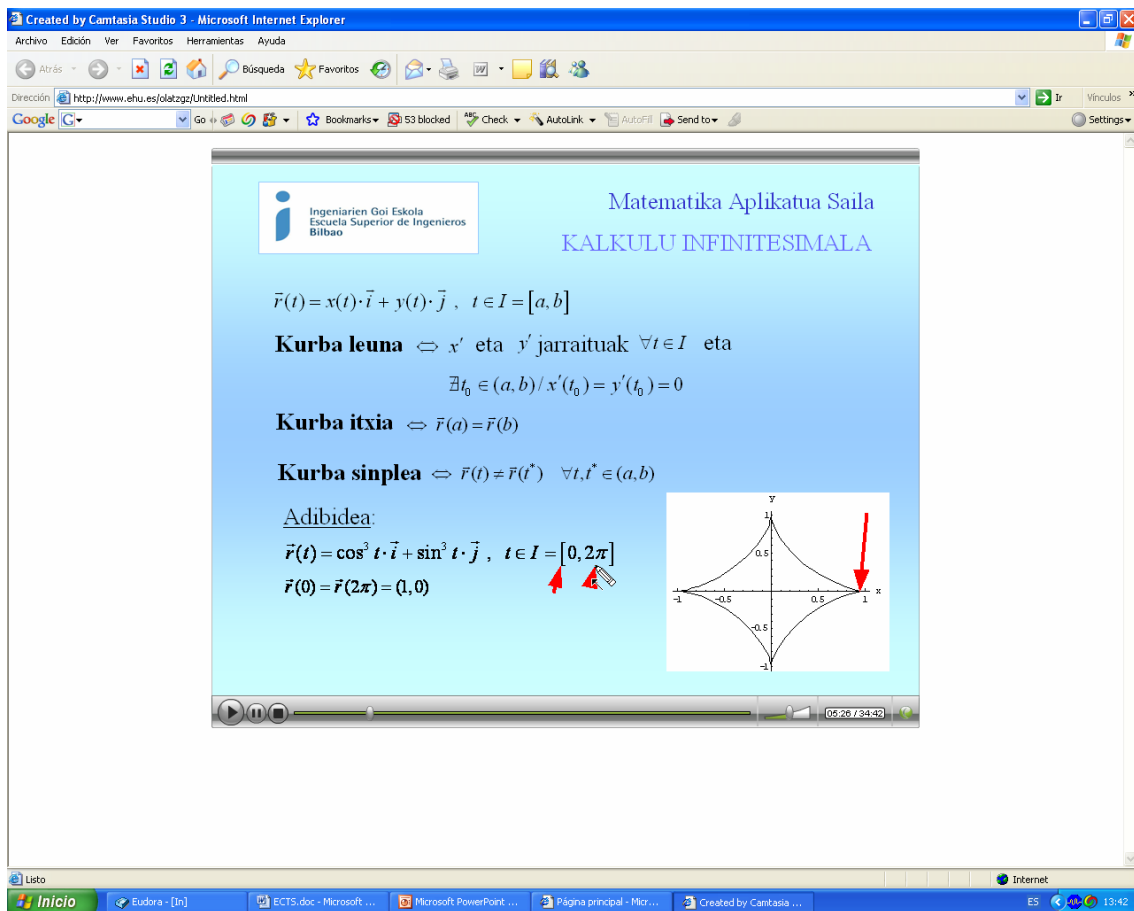 Created by Camtasia Studio 3 - Microsoft Internet Explorer
Archivo Edición Ver Favoritos Herramientas Ayuda
Atrás Búsqueda Favoritos
Dirección http://www.ehu.es/olatzgz/Untitled.html Ir Vínculos »
Google G Go Bookmarks 53 blocked ABC Check AutoLink AutoFill Send to Settings
Ingeniarien Goi Eskola
Escuela Superior de Ingenieros
Bilbao
Matematika Aplikatua Saila
KALKULU INFINITESIMALA
r⃗(t) = x(t)·i⃗ + y(t)·j⃗ , t ∈ I = [a,b]
Kurba leuna ⇔ x′ eta y′ jarraituak ∀t ∈ I eta
∄t₀ ∈ (a,b) / x′(t₀) = y′(t₀) = 0
Kurba itxia ⇔ r⃗(a) = r⃗(b)
Kurba sinplea ⇔ r⃗(t) ≠ r⃗(t*) ∀t,t* ∈ (a,b)
Adibidea:
r⃗(t) = cos³ t·i⃗ + sin³ t·j⃗ , t ∈ I = [0, 2π]
r⃗(0) = r⃗(2π) = (1,0)
y
1
0.5
-1 -0.5 0.5 1 x
-0.5
-1
05:26 / 34:42
Listo Internet
Inicio Eudora - [In] ECTS.doc - Microsoft ... Microsoft PowerPoint ... Página principal - Micr... Created by Camtasia ... ES 13:42